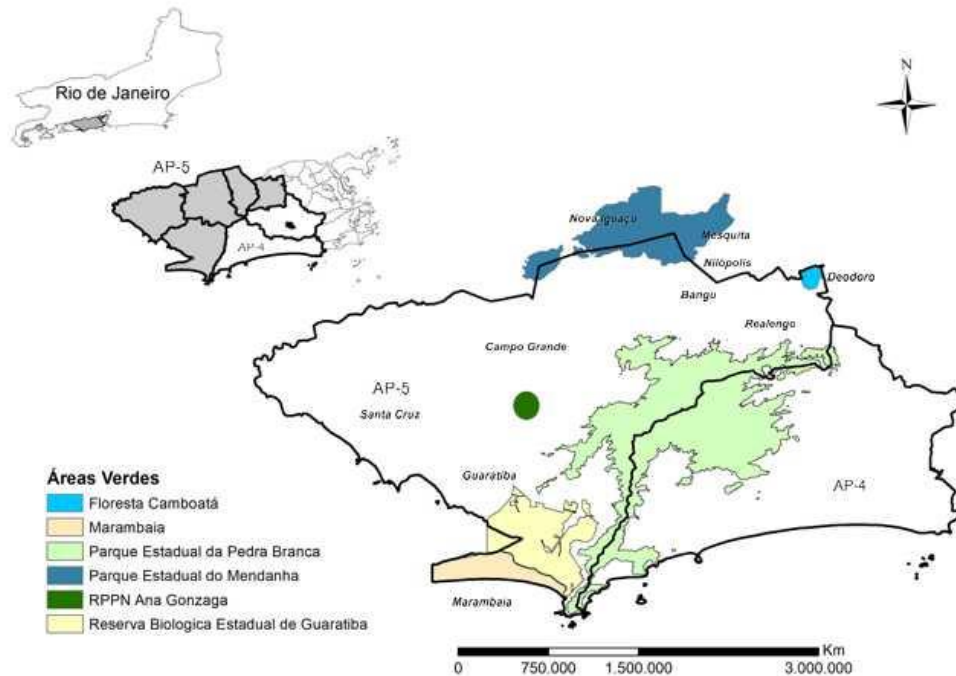 Rio de Janeiro
N
AP-5
AP-4
Nova Iguaçu
Mesquita
Nilópolis
Deodoro
Bangu
Realengo
Campo Grande
AP-5
Santa Cruz
Guaratiba
AP-4
Marambaia
Áreas Verdes
Floresta Camboatá
Marambaia
Parque Estadual da Pedra Branca
Parque Estadual do Mendanha
RPPN Ana Gonzaga
Reserva Biologica Estadual de Guaratiba
Km
0 750.000 1.500.000 3.000.000